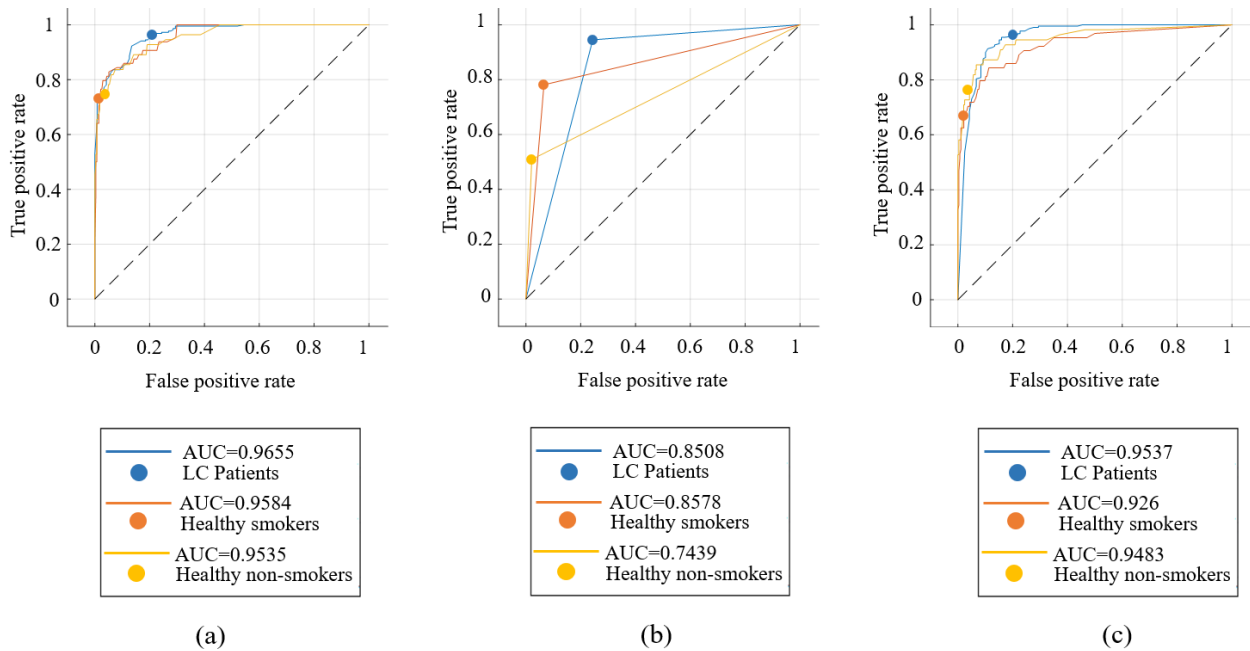 1
0.8
0.6
0.4
0.2
0
True positive rate
0 0.2 0.4 0.6 0.8 1
False positive rate
AUC=0.9655
LC Patients
AUC=0.9584
Healthy smokers
AUC=0.9535
Healthy non-smokers
(a)
1
0.8
0.6
0.4
0.2
0
True positive rate
0 0.2 0.4 0.6 0.8 1
False positive rate
AUC=0.8508
LC Patients
AUC=0.8578
Healthy smokers
AUC=0.7439
Healthy non-smokers
(b)
1
0.8
0.6
0.4
0.2
0
True positive rate
0 0.2 0.4 0.6 0.8 1
False positive rate
AUC=0.9537
LC Patients
AUC=0.926
Healthy smokers
AUC=0.9483
Healthy non-smokers
(c)